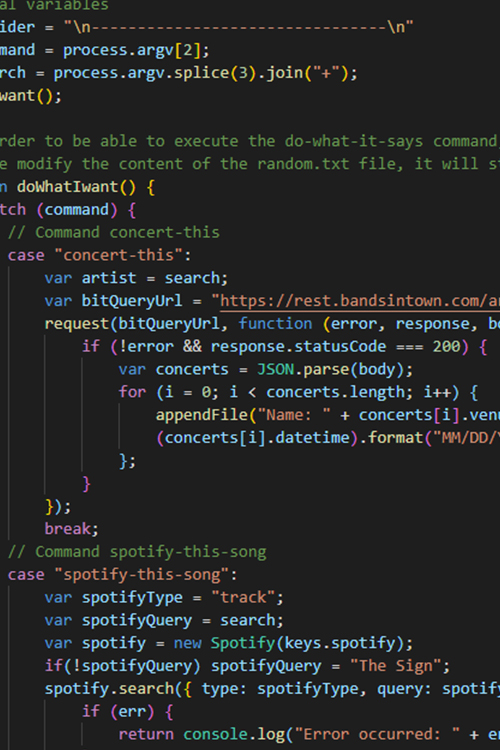 al variables
ider = "\n--------------------------------\n"
mand = process.argv[2];
rch = process.argv.splice(3).join("+");
want();
order to be able to execute the do-what-it-says command,
e modify the content of the random.txt file, it will st
n doWhatIwant() {
tch (command) {
// Command concert-this
case "concert-this":
var artist = search;
var bitQueryUrl = "https://rest.bandsintown.com/ar
request(bitQueryUrl, function (error, response, bo
if (!error && response.statusCode === 200) {
var concerts = JSON.parse(body);
for (i = 0; i < concerts.length; i++) {
appendFile("Name: " + concerts[i].venu
(concerts[i].datetime).format("MM/DD/Y
};
}
});
break;
// Command spotify-this-song
case "spotify-this-song":
var spotifyType = "track";
var spotifyQuery = search;
var spotify = new Spotify(keys.spotify);
if(!spotifyQuery) spotifyQuery = "The Sign";
spotify.search({ type: spotifyType, query: spotify
if (err) {
return console.log("Error occurred: " + er